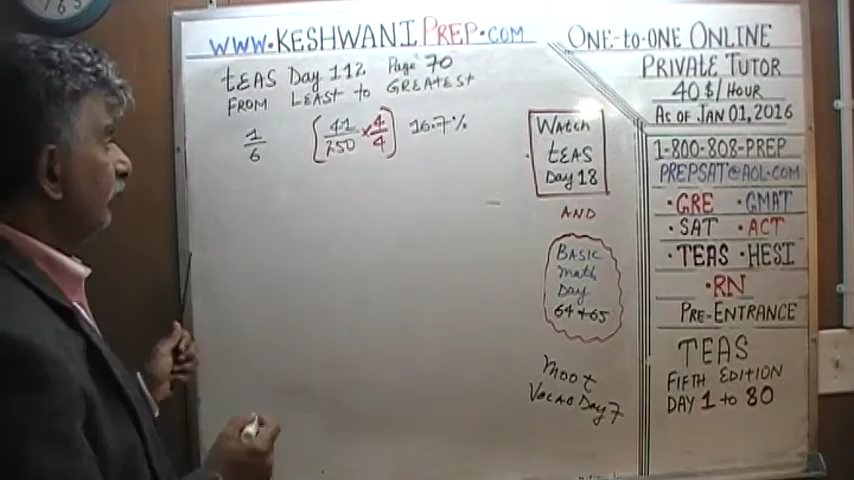 WWW.KESHWANIPREP.COM
tEAS Day 112 Page 70
FROM LEAST to GREATEST
1/6 (41/250 × 4/4) 16.7%
Watch
tEAS
Day 18
AND
BASIC
math
Day
64+65
moot
VOCAB Day 7
ONE-to-ONE ONLINE
PRIVATE TUTOR
40$/HOUR
AS OF JAN 01, 2016
1-800-808-PREP
PREPSAT@AOL.COM
•GRE •GMAT
•SAT •ACT
•TEAS •HESI
•RN
PRE-ENTRANCE
TEAS
FIFTH EDITION
DAY 1 to 80